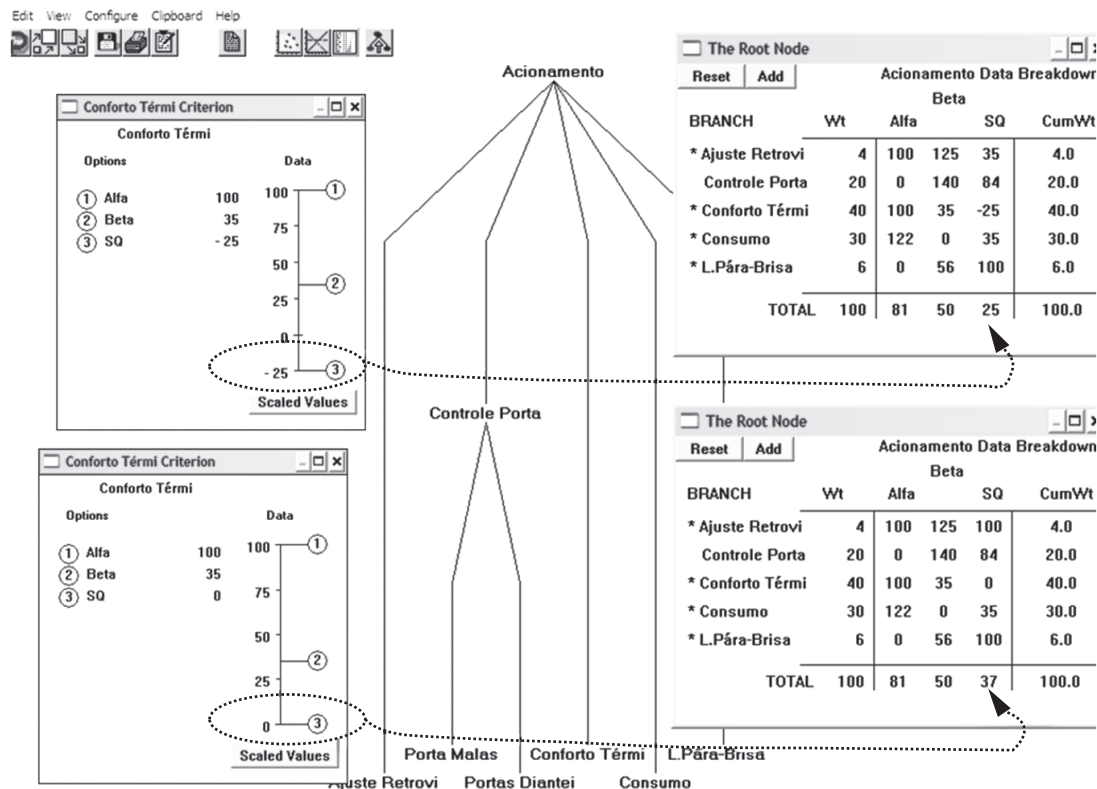 Edit View Configure Clipboard Help
Acionamento
Conforto Térmi Criterion
Conforto Térmi
Options Data
1 Alfa 100
2 Beta 35
3 SQ - 25
100 1
75
50
2
25
0
- 25 3
Scaled Values
The Root Node
Reset Add Acionamento Data Breakdown
Beta
BRANCH Wt Alfa SQ CumWt
* Ajuste Retrovi 4 100 125 35 4.0
Controle Porta 20 0 140 84 20.0
* Conforto Térmi 40 100 35 -25 40.0
* Consumo 30 122 0 35 30.0
* L.Pára-Brisa 6 0 56 100 6.0
TOTAL 100 81 50 25 100.0
Controle Porta
Conforto Térmi Criterion
Conforto Térmi
Options Data
1 Alfa 100
2 Beta 35
3 SQ 0
100 1
75
50
2
25
0 3
Scaled Values
The Root Node
Reset Add Acionamento Data Breakdown
Beta
BRANCH Wt Alfa SQ CumWt
* Ajuste Retrovi 4 100 125 100 4.0
Controle Porta 20 0 140 84 20.0
* Conforto Térmi 40 100 35 0 40.0
* Consumo 30 122 0 35 30.0
* L.Pára-Brisa 6 0 56 100 6.0
TOTAL 100 81 50 37 100.0
Porta Malas Conforto Térmi L.Pára-Brisa
Ajuste Retrovi Portas Diantei Consumo